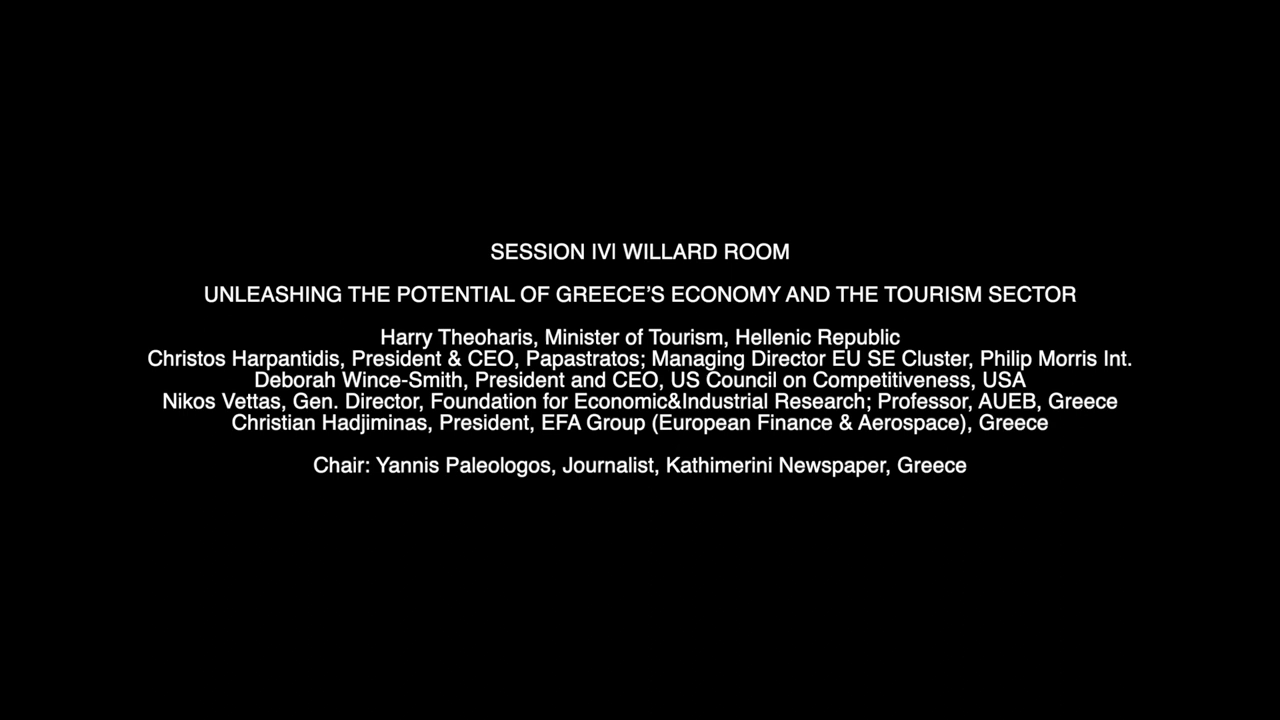 SESSION IV| WILLARD ROOM
UNLEASHING THE POTENTIAL OF GREECE’S ECONOMY AND THE TOURISM SECTOR
Harry Theoharis, Minister of Tourism, Hellenic Republic
Christos Harpantidis, President & CEO, Papastratos; Managing Director EU SE Cluster, Philip Morris Int.
Deborah Wince-Smith, President and CEO, US Council on Competitiveness, USA
Nikos Vettas, Gen. Director, Foundation for Economic&Industrial Research; Professor, AUEB, Greece
Christian Hadjiminas, President, EFA Group (European Finance & Aerospace), Greece
Chair: Yannis Paleologos, Journalist, Kathimerini Newspaper, Greece